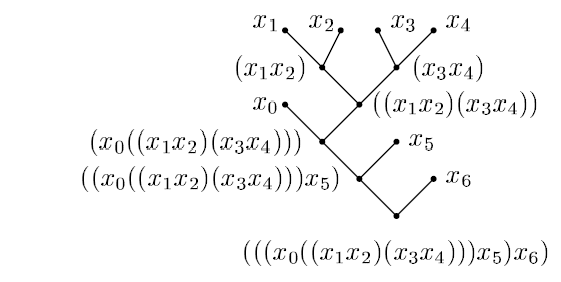 x₁ x₂ x₃ x₄
(x₁x₂) (x₃x₄)
x₀ ((x₁x₂)(x₃x₄))
(x₀((x₁x₂)(x₃x₄))) x₅
((x₀((x₁x₂)(x₃x₄)))x₅) x₆
(((x₀((x₁x₂)(x₃x₄)))x₅)x₆)